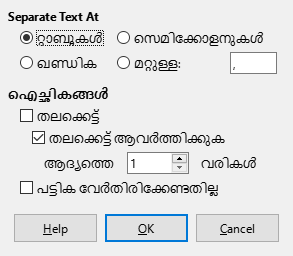 Separate Text At
റ്റാബുകൾ സെമിക്കോളനുകൾ
ഖണ്ഡിക മറ്റുള്ള: ,
ഐച്ഛികങ്ങൾ
തലക്കെട്ട്
തലക്കെട്ട് ആവർത്തിക്കുക
ആദ്യത്തെ 1 വരികൾ
പട്ടിക വേർതിരിക്കേണ്ടതില്ല
Help OK Cancel